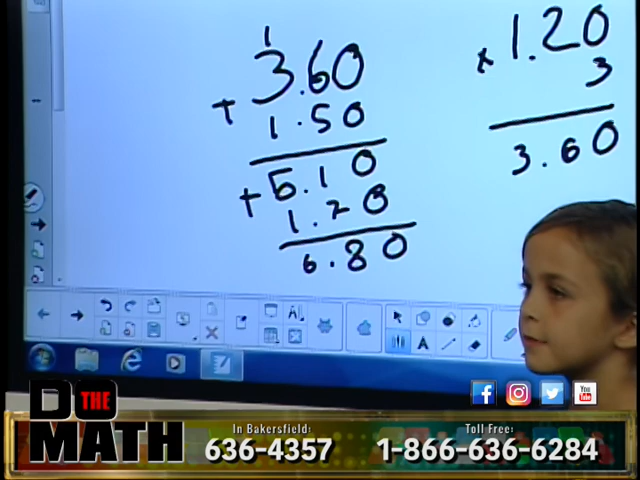 1
3.60
+ 1.50
5.10
+ 1.20
6.80
1.20
x 3
3.60
DO THE MATH
In Bakersfield:
636-4357
Toll Free:
1-866-636-6284